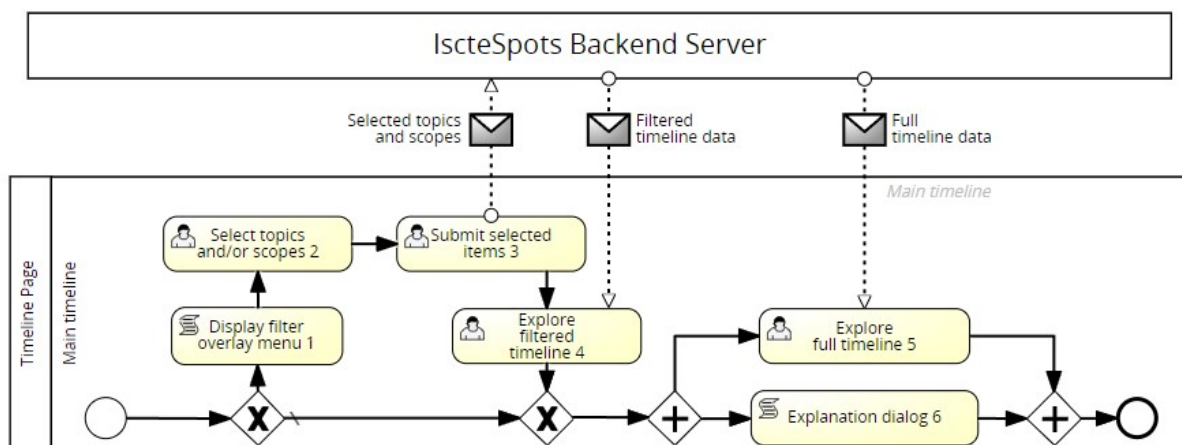 IscteSpots Backend Server
Selected topics
and scopes
Filtered
timeline data
Full
timeline data
Timeline Page
Main timeline
Main timeline
Select topics
and/or scopes 2
Submit selected
items 3
Display filter
overlay menu 1
Explore
filtered
timeline 4
Explore
full timeline 5
Explanation dialog 6